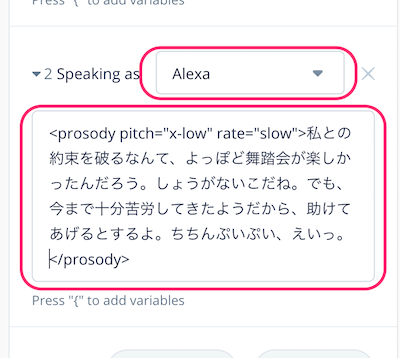 Press "{" to add variables
2 Speaking as Alexa
<prosody pitch="x-low" rate="slow">私との
約束を破るなんて、よっぽど舞踏会が楽しか
ったんだろう。しょうがないこだね。でも、
今まで十分苦労してきたようだから、助けて
あげるとするよ。ちちんぷいぷい、えいっ。
</prosody>
Press "{" to add variables